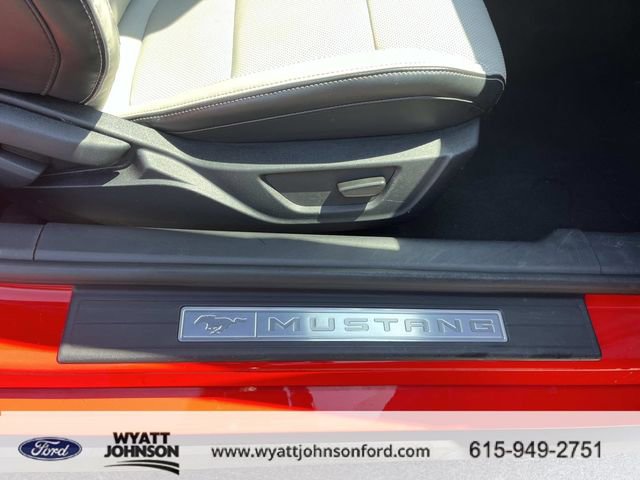 MUSTANG
Ford
WYATT
JOHNSON
www.wyattjohnsonford.com
615-949-2751